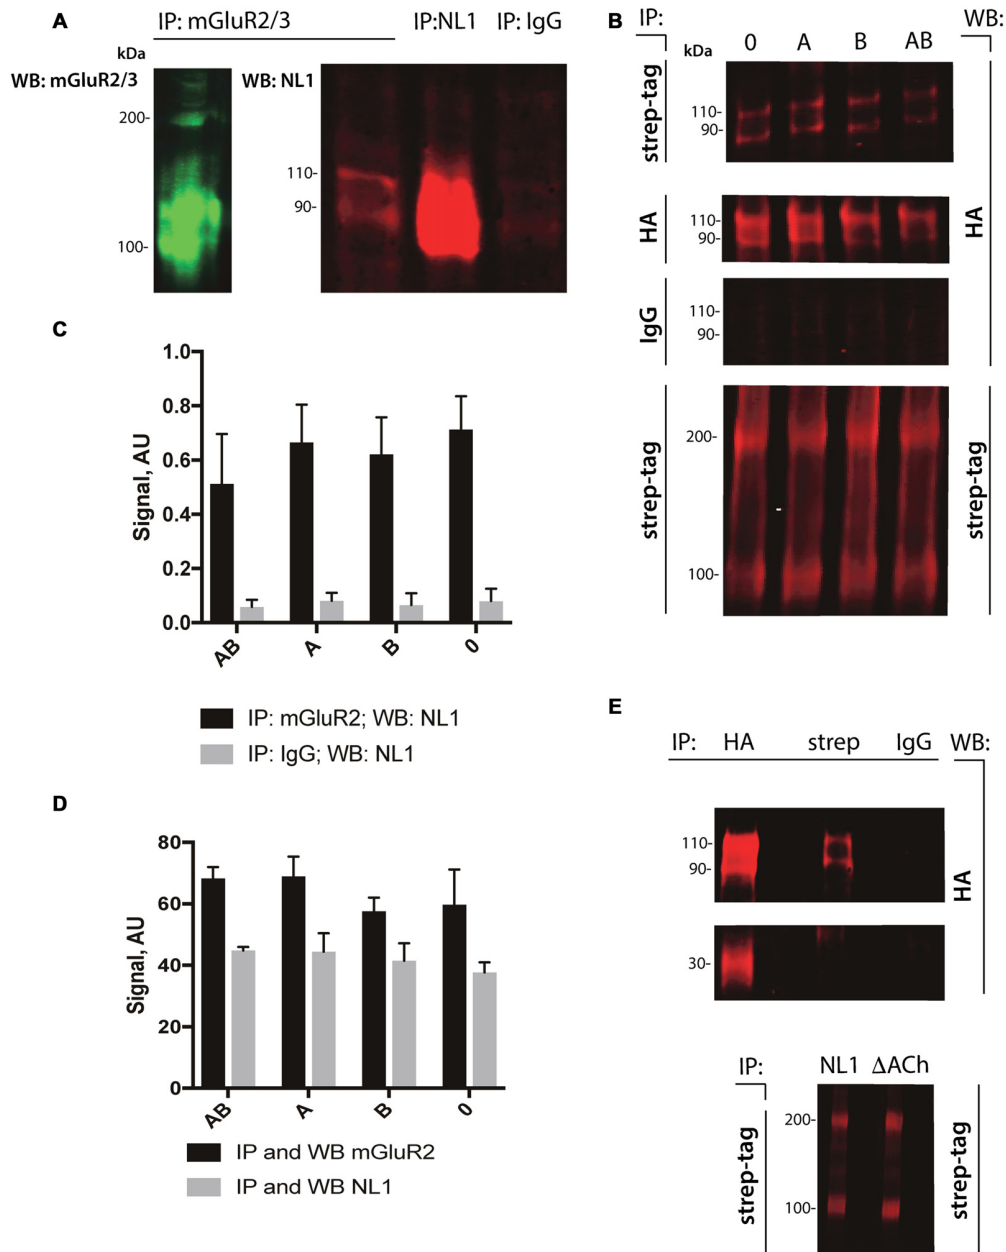 A
IP: mGluR2/3
IP:NL1
IP: IgG
kDa
WB: mGluR2/3
200-
100-
WB: NL1
110-
90-
B
IP:
WB:
kDa
0
A
B
AB
strep-tag
110-
90-
HA
110-
90-
HA
IgG
110-
90-
strep-tag
200-
100-
strep-tag
C
Signal, AU
1.0
0.8
0.6
0.4
0.2
0.0
AB
A
B
0
IP: mGluR2; WB: NL1
IP: IgG; WB: NL1
D
Signal, AU
80
60
40
20
0
AB
A
B
0
IP and WB mGluR2
IP and WB NL1
E
IP:
HA
strep
IgG
WB:
110-
90-
HA
30-
IP:
NL1
ΔACh
strep-tag
200-
100-
strep-tag